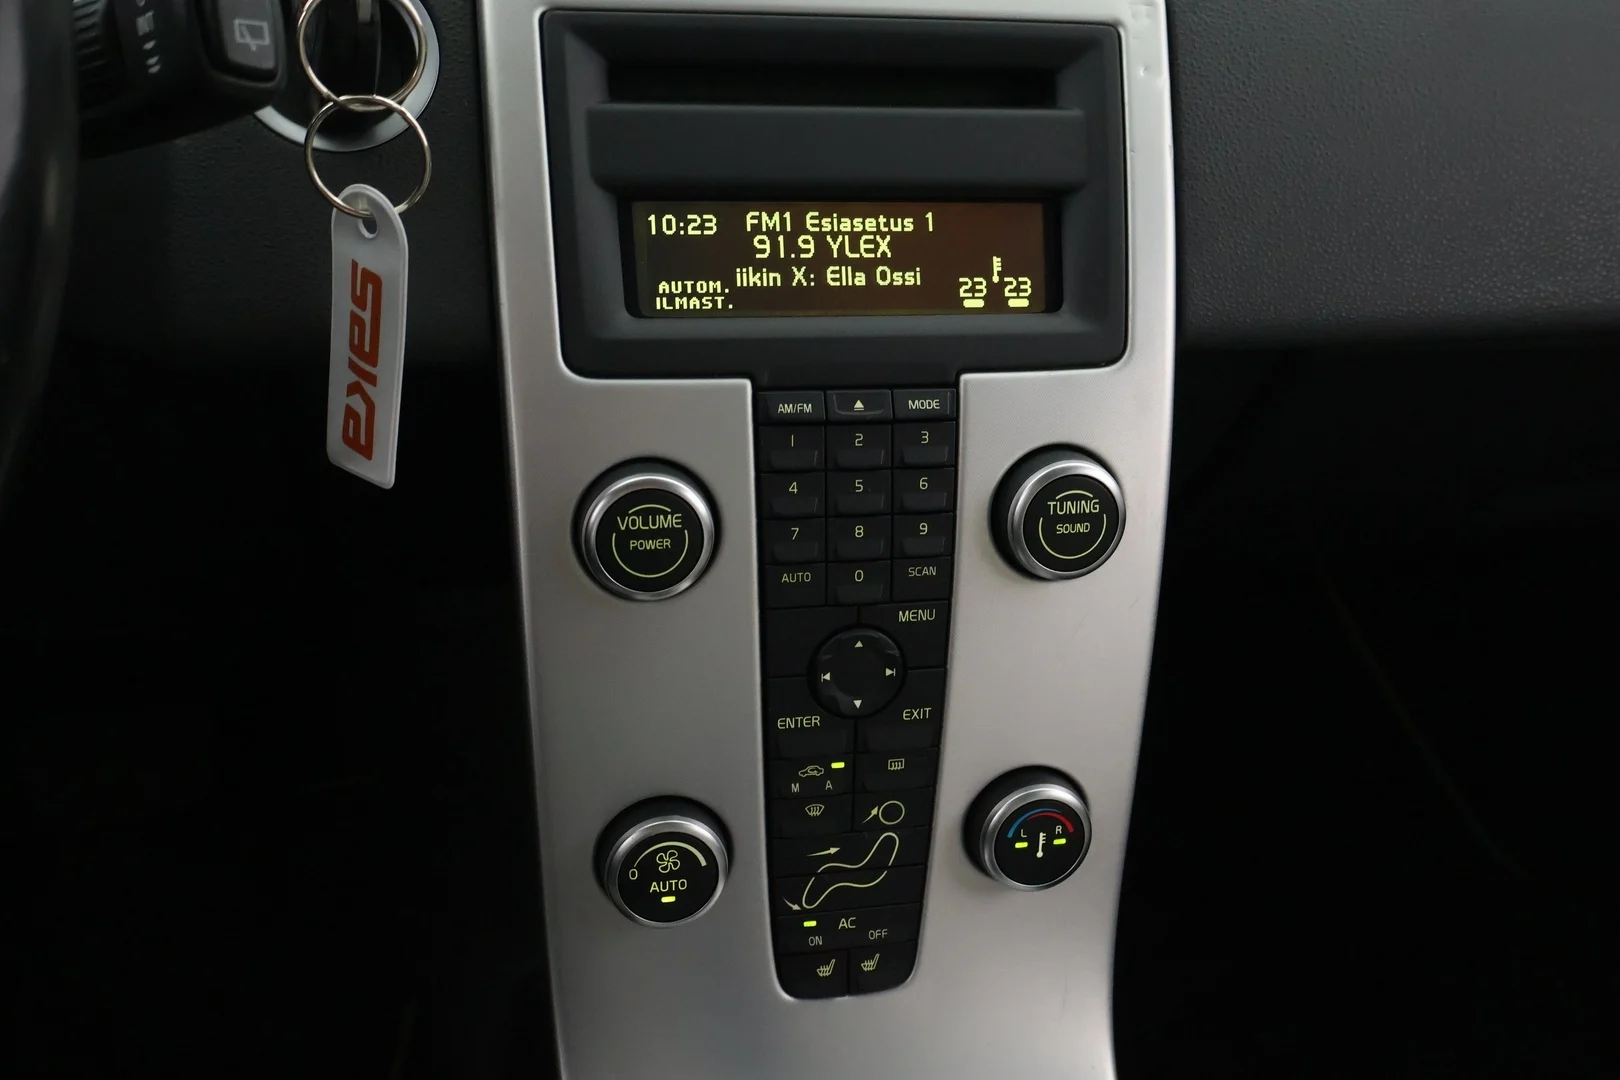 10:23 FM1 Esiasetus 1
91.9 YLEX
iikin X: Ella Ossi
AUTOM.
ILMAST.
23 23
saka
AM/FM MODE
1 2 3
4 5 6
7 8 9
AUTO 0 SCAN
VOLUME
POWER
TUNING
SOUND
MENU
ENTER EXIT
M A
0
AUTO
L R
AC
ON OFF